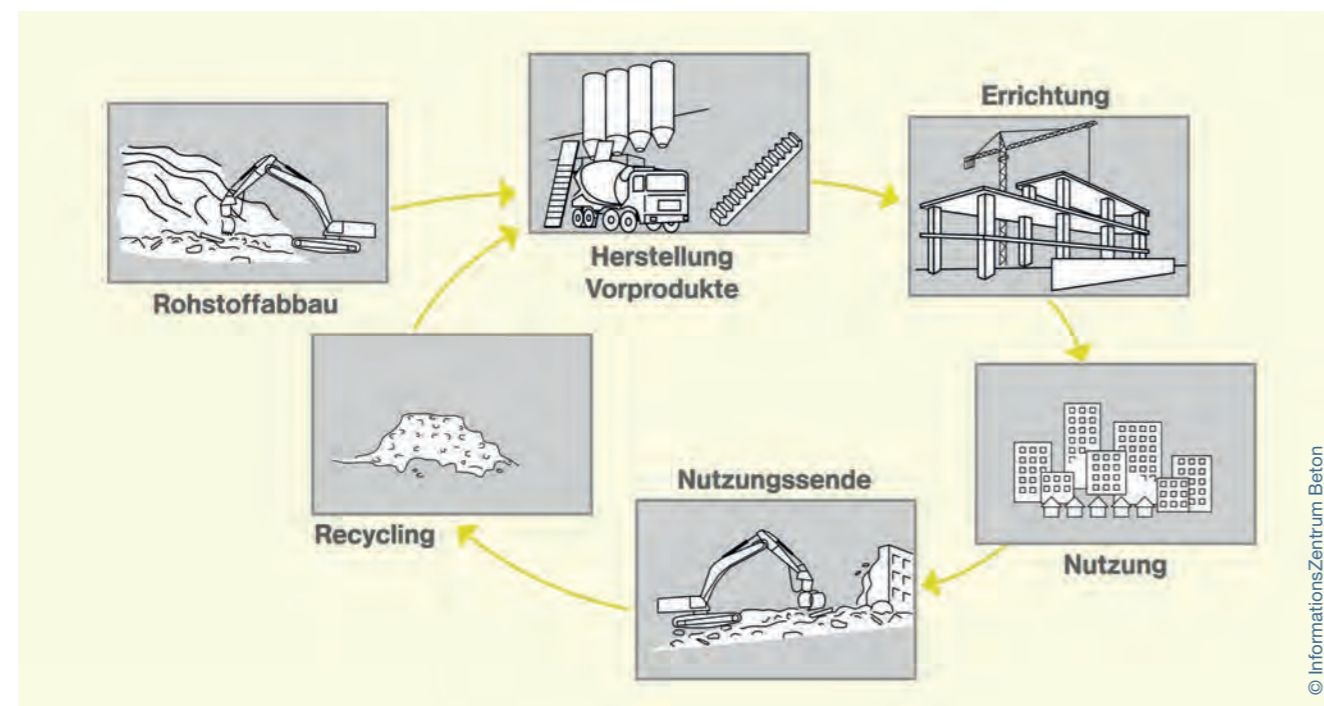 Rohstoffabbau
Herstellung
Vorprodukte
Errichtung
Nutzung
Nutzungssende
Recycling
© InformationsZentrum Beton